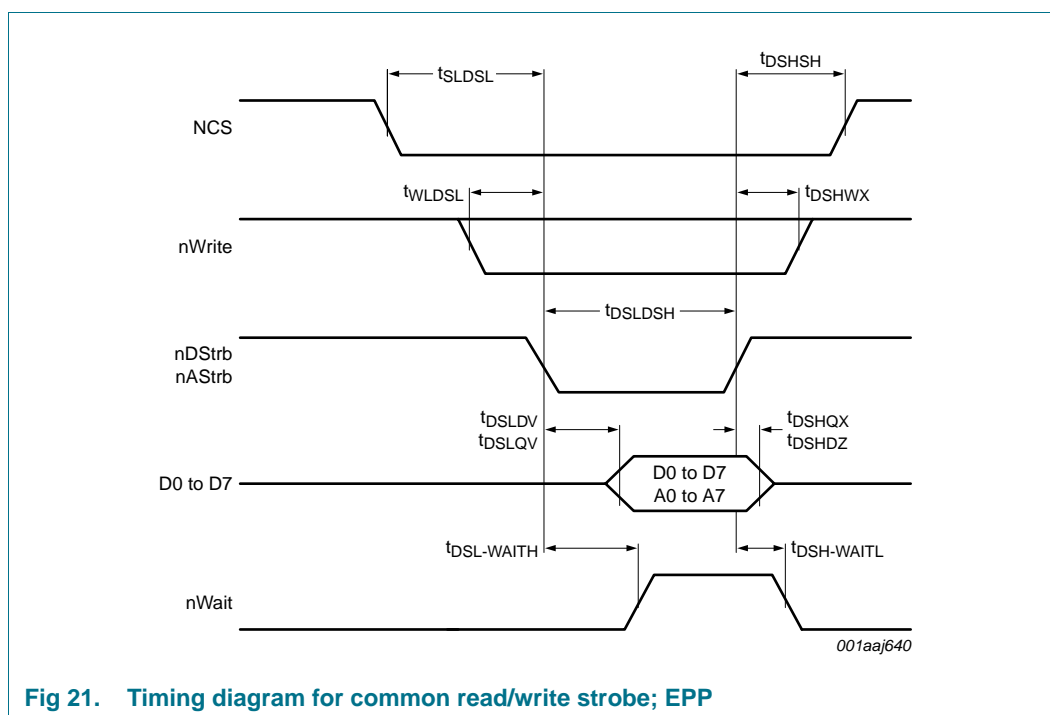 tSLDSL
tDSHSH
NCS
tWLDSL
tDSHWX
nWrite
tDSLDSH
nDStrb
nAStrb
tDSLDV
tDSLQV
tDSHQX
tDSHDZ
D0 to D7
D0 to D7
A0 to A7
tDSL-WAITH
tDSH-WAITL
nWait
001aaj640
Fig 21. Timing diagram for common read/write strobe; EPP